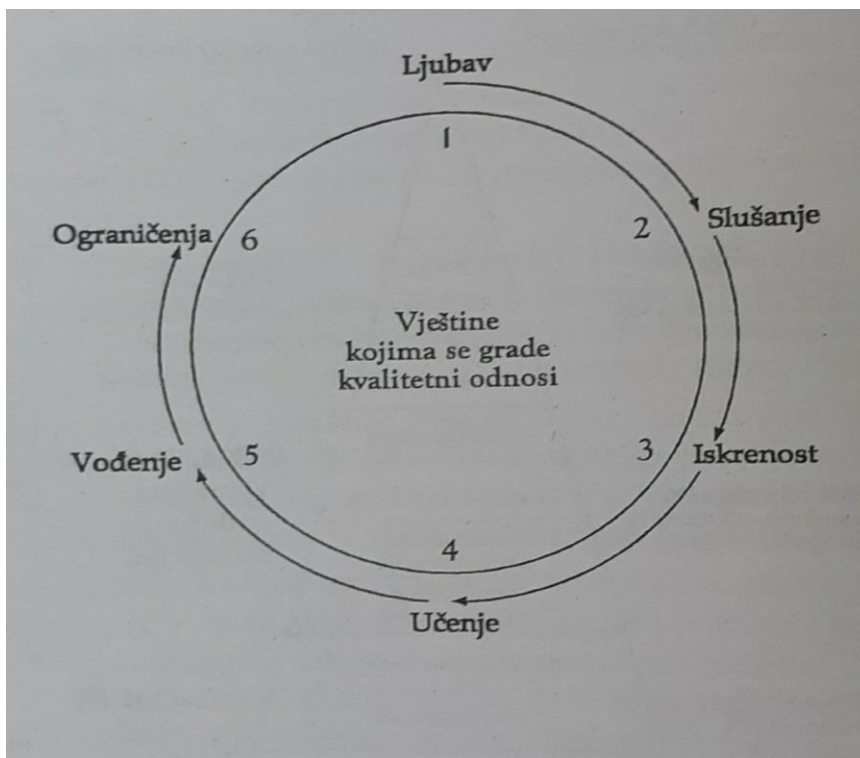 Ljubav
1
2
Slušanje
Ograničenja
6
Vještine
kojima se grade
kvalitetni odnosi
3
Iskrenost
Vođenje
5
4
Učenje